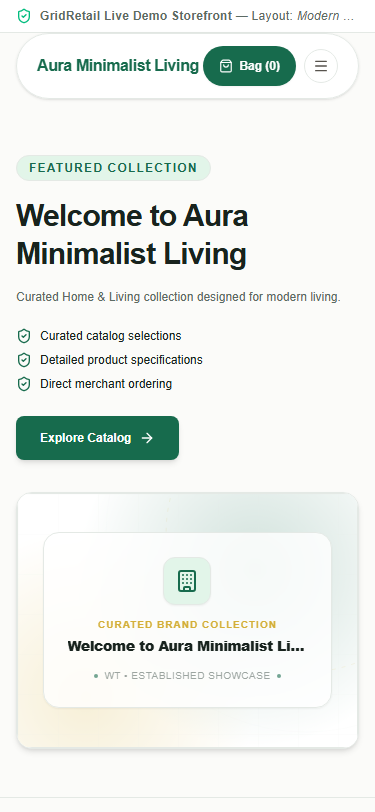 GridRetail Live Demo Storefront — Layout: Modern ...
Aura Minimalist Living
Bag (0)
FEATURED COLLECTION
Welcome to Aura
Minimalist Living
Curated Home & Living collection designed for modern living.
Curated catalog selections
Detailed product specifications
Direct merchant ordering
Explore Catalog
CURATED BRAND COLLECTION
Welcome to Aura Minimalist Li...
• WT • ESTABLISHED SHOWCASE •